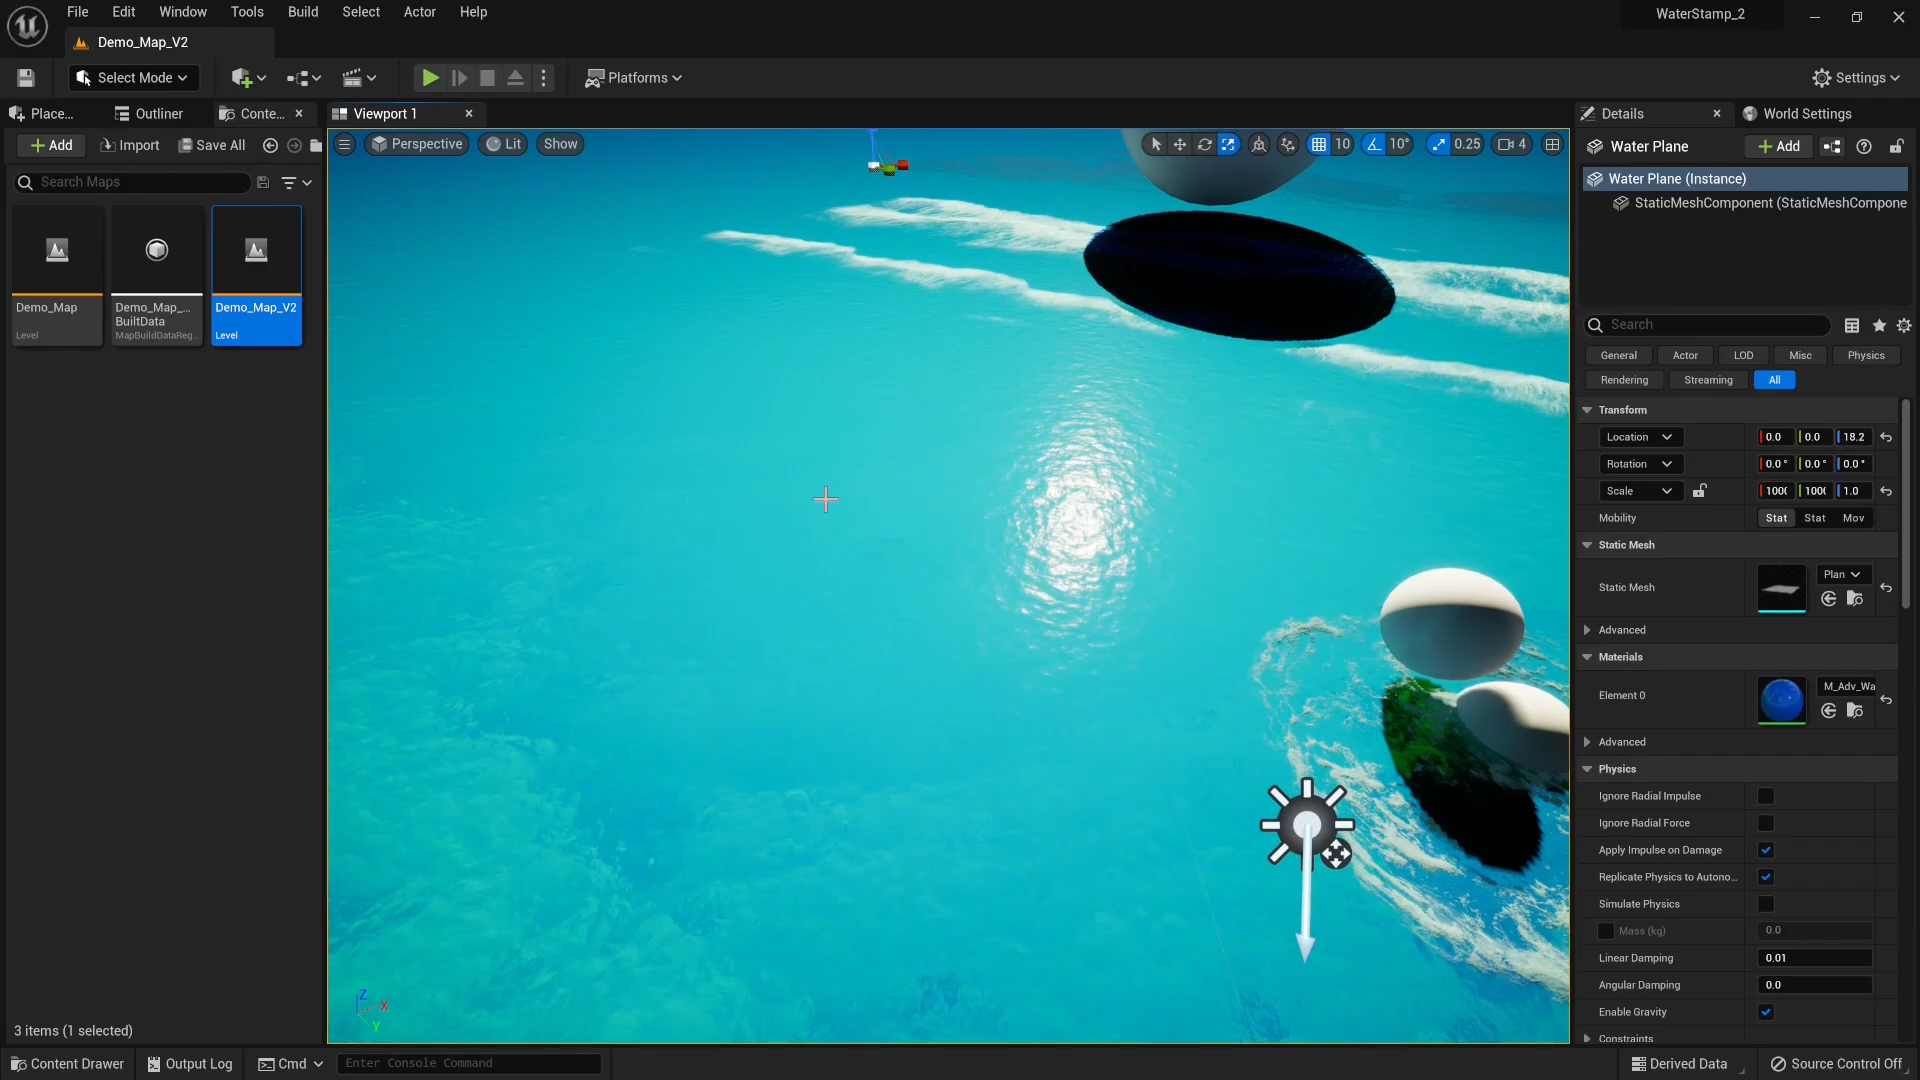 File Edit Window Tools Build Select Actor Help
WaterStamp_2
Demo_Map_V2
Select Mode
Platforms
Settings
Place...
Outliner
Conte...
Viewport 1
Details
World Settings
Add
Import
Save All
Perspective
Lit
Show
10
10°
0.25
4
Water Plane
Add
Search Maps
Water Plane (Instance)
StaticMeshComponent (StaticMeshCompone
Demo_Map
Level
Demo_Map_...
BuiltData
MapBuildDataReg...
Demo_Map_V2
Level
Search
General Actor LOD Misc Physics
Rendering Streaming All
Transform
Location 0.0 0.0 18.2
Rotation 0.0 ° 0.0 ° 0.0 °
Scale 1.0
Mobility Stat Stat Mov
Static Mesh
Static Mesh Plan
Advanced
Materials
Element 0 M_Adv_Wa
Advanced
Physics
Ignore Radial Impulse
Ignore Radial Force
Apply Impulse on Damage
Replicate Physics to Autono...
Simulate Physics
Mass (kg) 0.0
Linear Damping 0.01
Angular Damping 0.0
Enable Gravity
Constraints
Z
X
Y
3 items (1 selected)
Content Drawer
Output Log
Cmd
Enter Console Command
Derived Data
Source Control Off